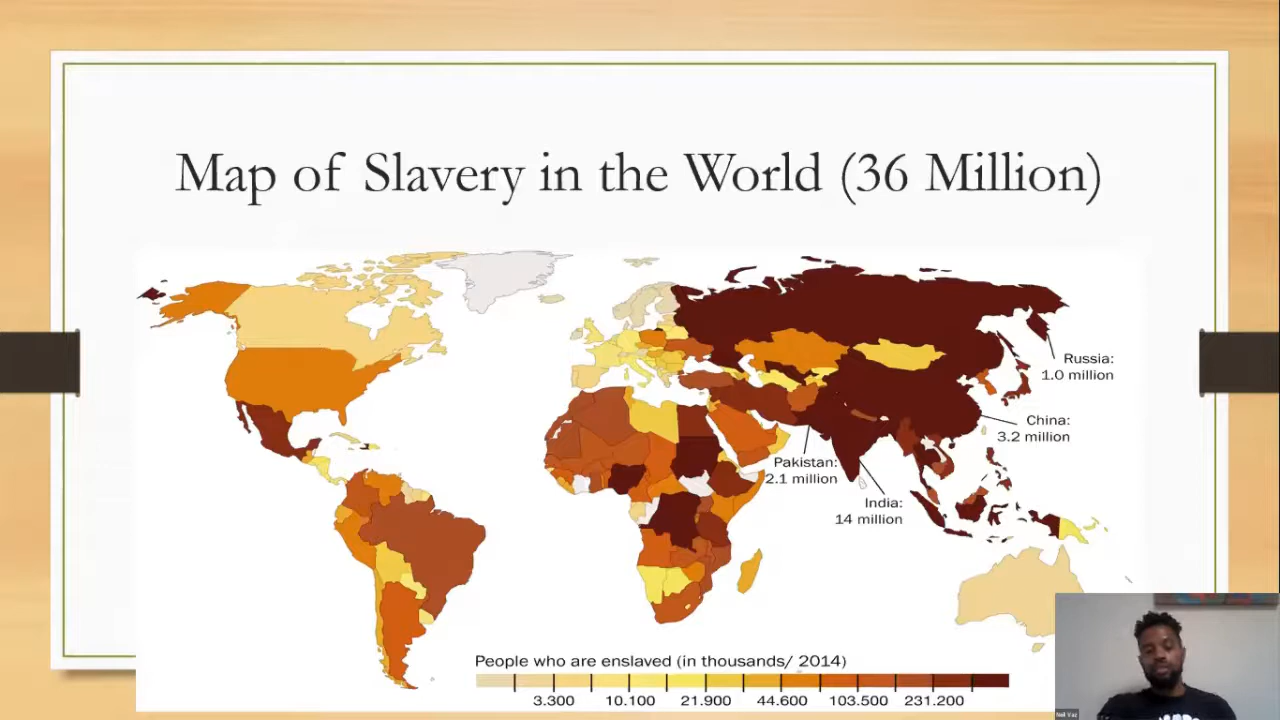 Map of Slavery in the World (36 Million)
Russia:
1.0 million
China:
3.2 million
Pakistan:
2.1 million
India:
14 million
People who are enslaved (in thousands/ 2014)
3.300 10.100 21.900 44.600 103.500 231.200